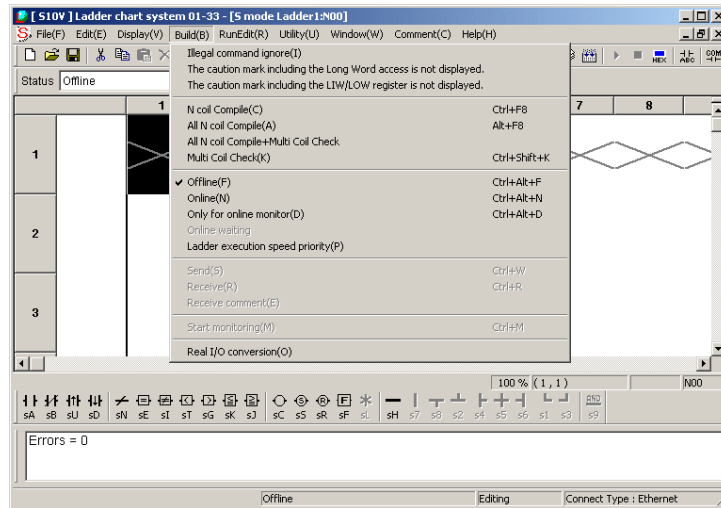 [ S10V ] Ladder chart system 01-33 - [S mode Ladder1:N00]
File(F) Edit(E) Display(V) Build(B) RunEdit(R) Utility(U) Window(W) Comment(C) Help(H)
HEX ABC COM
Status Offline
Illegal command ignore(I)
The caution mark including the Long Word access is not displayed.
The caution mark including the LIW/LOW register is not displayed.
N coil Compile(C) Ctrl+F8
All N coil Compile(A) Alt+F8
All N coil Compile+Multi Coil Check
Multi Coil Check(K) Ctrl+Shift+K
Offline(F) Ctrl+Alt+F
Online(N) Ctrl+Alt+N
Only for online monitor(D) Ctrl+Alt+D
Online waiting
Ladder execution speed priority(P)
Send(S) Ctrl+W
Receive(R) Ctrl+R
Receive comment(E)
Start monitoring(M) Ctrl+M
Real I/O conversion(O)
1 7 8
1
2
3
100 % ( 1 , 1 ) N00
sA sB sU sD sN sE sI sT sG sK sJ sC sS sR sF sL sH s7 s8 s2 s4 s5 s6 s1 s3 s9
Errors = 0
Offline Editing Connect Type : Ethernet